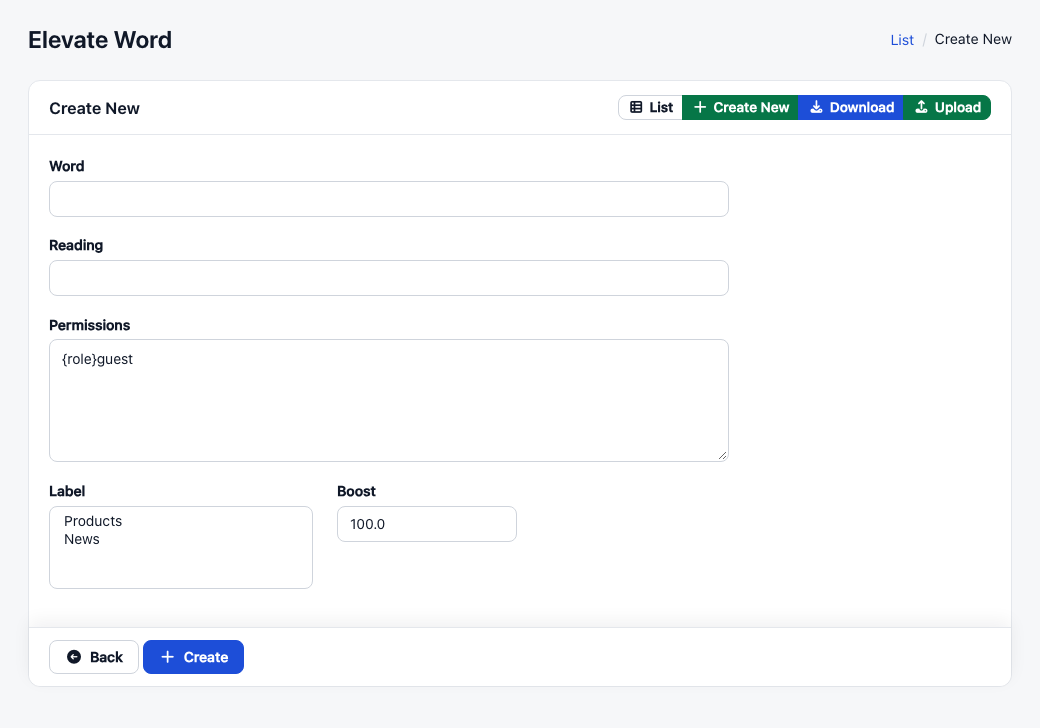 Elevate Word
List / Create New
Create New
List Create New Download Upload
Word
Reading
Permissions
{role}guest
Label Boost
Products 100.0
News
Back Create